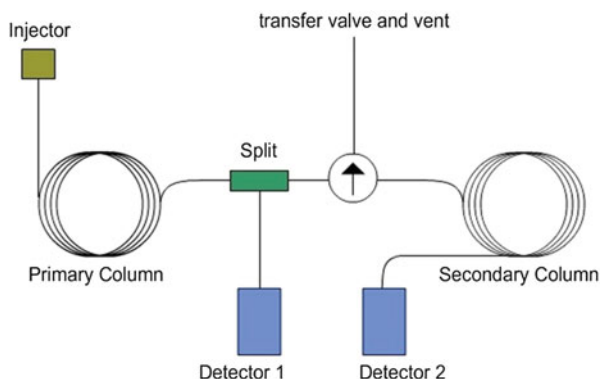 transfer valve and vent
Injector
Split
Primary Column
Secondary Column
Detector 1
Detector 2